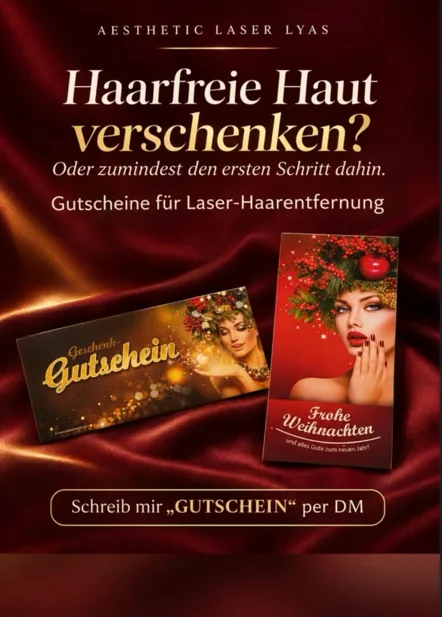 AESTHETIC LASER LYAS
Haarfreie Haut
verschenken?
Oder zumindest den ersten Schritt dahin.
Gutscheine für Laser-Haarentfernung
Geschenk-
Gutschein
Frohe
Weihnachten
und alles Gute zum neuen Jahr!
Schreib mir „GUTSCHEIN“ per DM